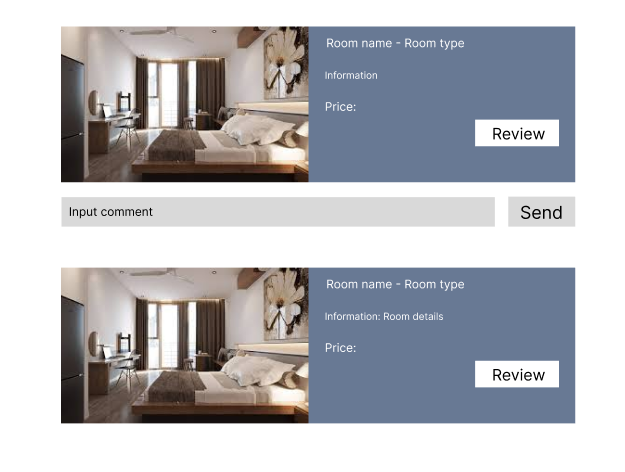 Room name - Room type
Information
Price:
Review
Input comment
Send
Room name - Room type
Information: Room details
Price:
Review